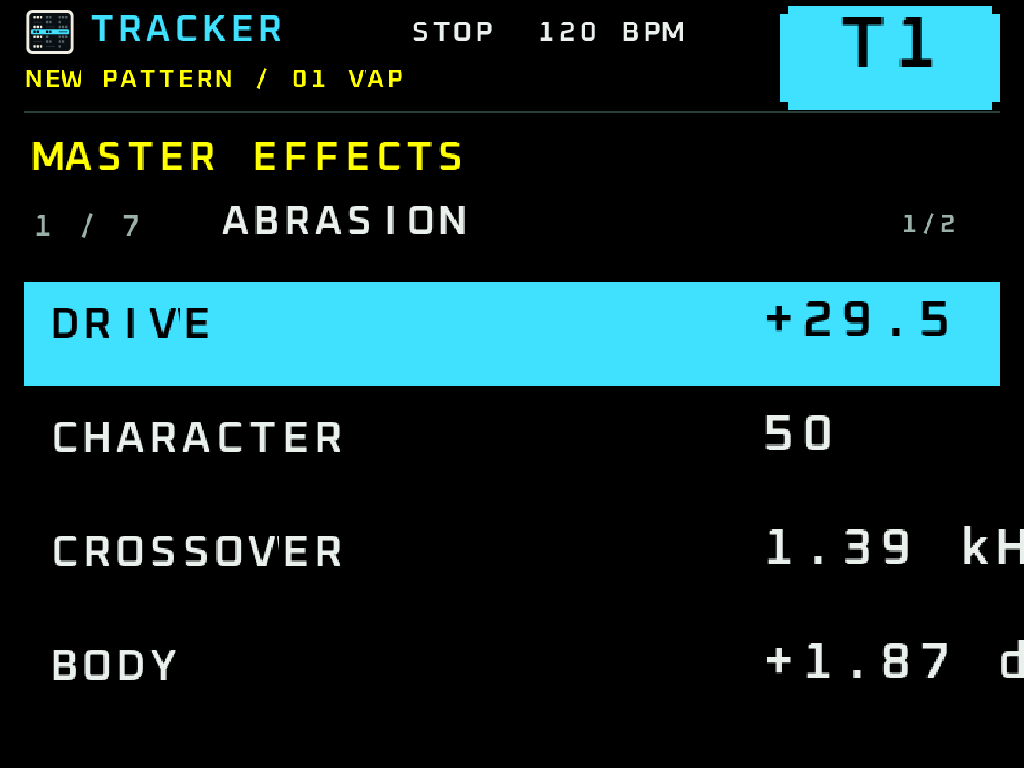 TRACKER STOP 120 BPM T1
NEW PATTERN / 01 VAP
MASTER EFFECTS
1 / 7 ABRASION 1/2
DRIVE +29.5
CHARACTER 50
CROSSOVER 1.39 kH
BODY +1.87 d